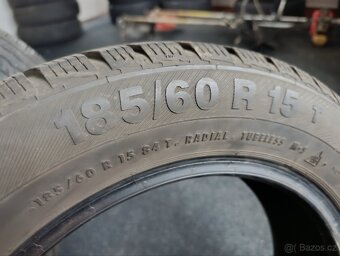 185/60 R 15 T
185/60 R 15 84 T. RADIAL TUBELESS M+S
Bazos.cz